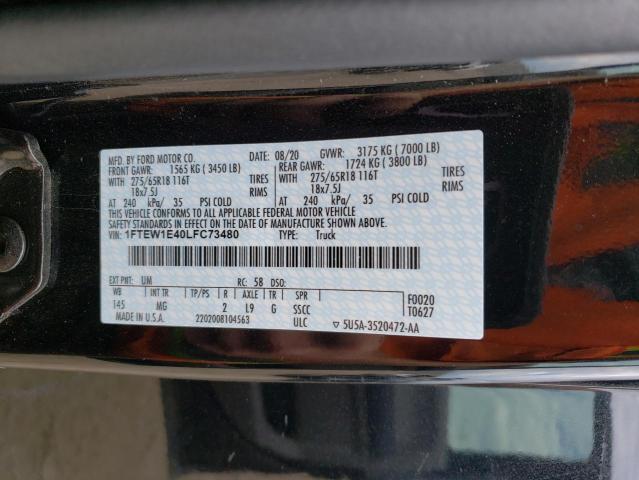 MFD. BY FORD MOTOR CO. DATE: 08/20 GVWR: 3175 KG ( 7000 LB)
FRONT GAWR: 1565 KG ( 3450 LB) REAR GAWR: 1724 KG ( 3800 LB)
WITH 275/65R18 116T TIRES WITH 275/65R18 116T TIRES
18x7.5J RIMS 18x7.5J RIMS
AT 240 kPa/ 35 PSI COLD AT 240 kPa/ 35 PSI COLD
THIS VEHICLE CONFORMS TO ALL APPLICABLE FEDERAL MOTOR VEHICLE
SAFETY STANDARDS IN EFFECT ON THE DATE OF MANUFACTURE SHOWN ABOVE.
VIN: 1FTEW1E40LFC73480 TYPE: Truck
EXT PNT: UM RC: 58 DSO:
WB INT TR TP/PS R AXLE TR SPR F0020
145 MG 2 L9 G SSCC T0627
MADE IN U.S.A. 2202008104563 ULC ▽ 5U5A-3520472-AA